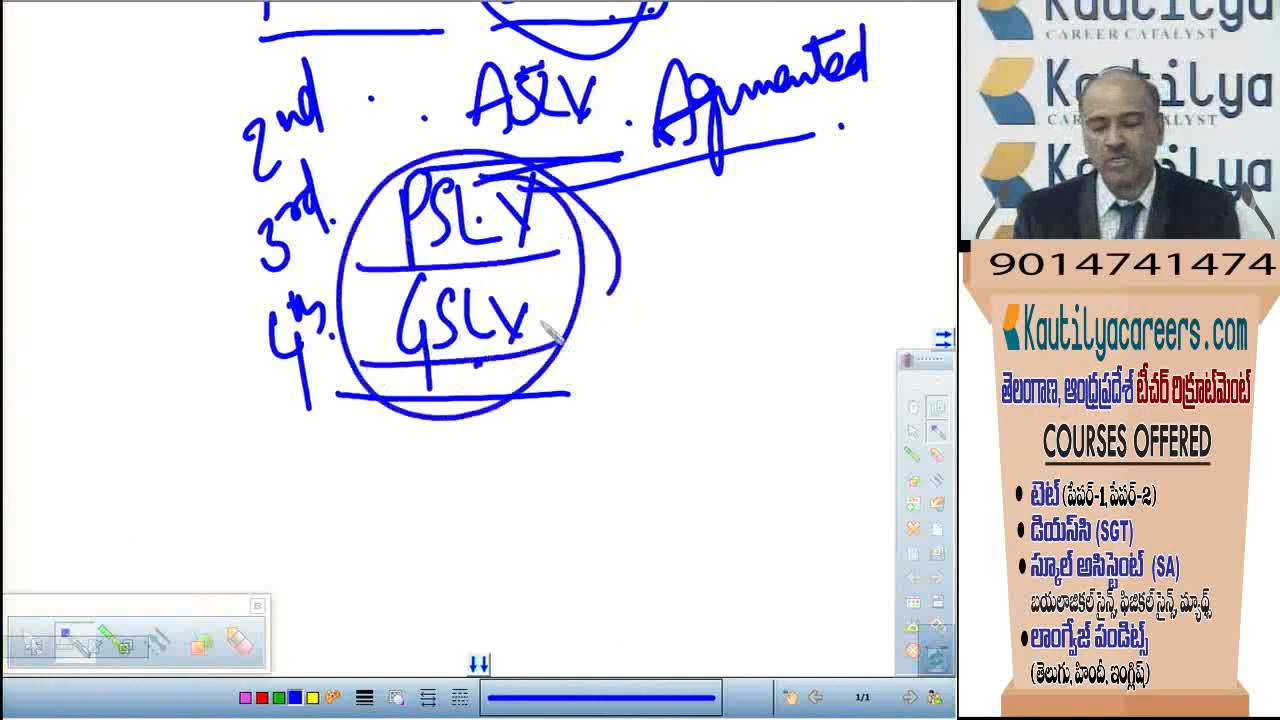 Kautilya
CAREER CATALYST
Kautilya
CAREER CATALYST
Kautilya
2nd . . ASLV . Agumented .
3rd. PSLV
4th. GSLV
9014741474
Kautilyacareers.com
తెలంగాణ, ఆంధ్రప్రదేశ్ టీచర్ రిక్రూట్‌మెంట్
COURSES OFFERED
• టెట్ (పేపర్-1, పేపర్-2)
• డియస్‌సి (SGT)
• స్కూల్ అసిస్టెంట్ (SA)
బయలాజికల్ సైన్స్, ఫిజికల్ సైన్స్, మ్యాథ్స్
• లాంగ్వేజ్ పండిట్స్
(తెలుగు, హిందీ, ఇంగ్లిష్)
1/1